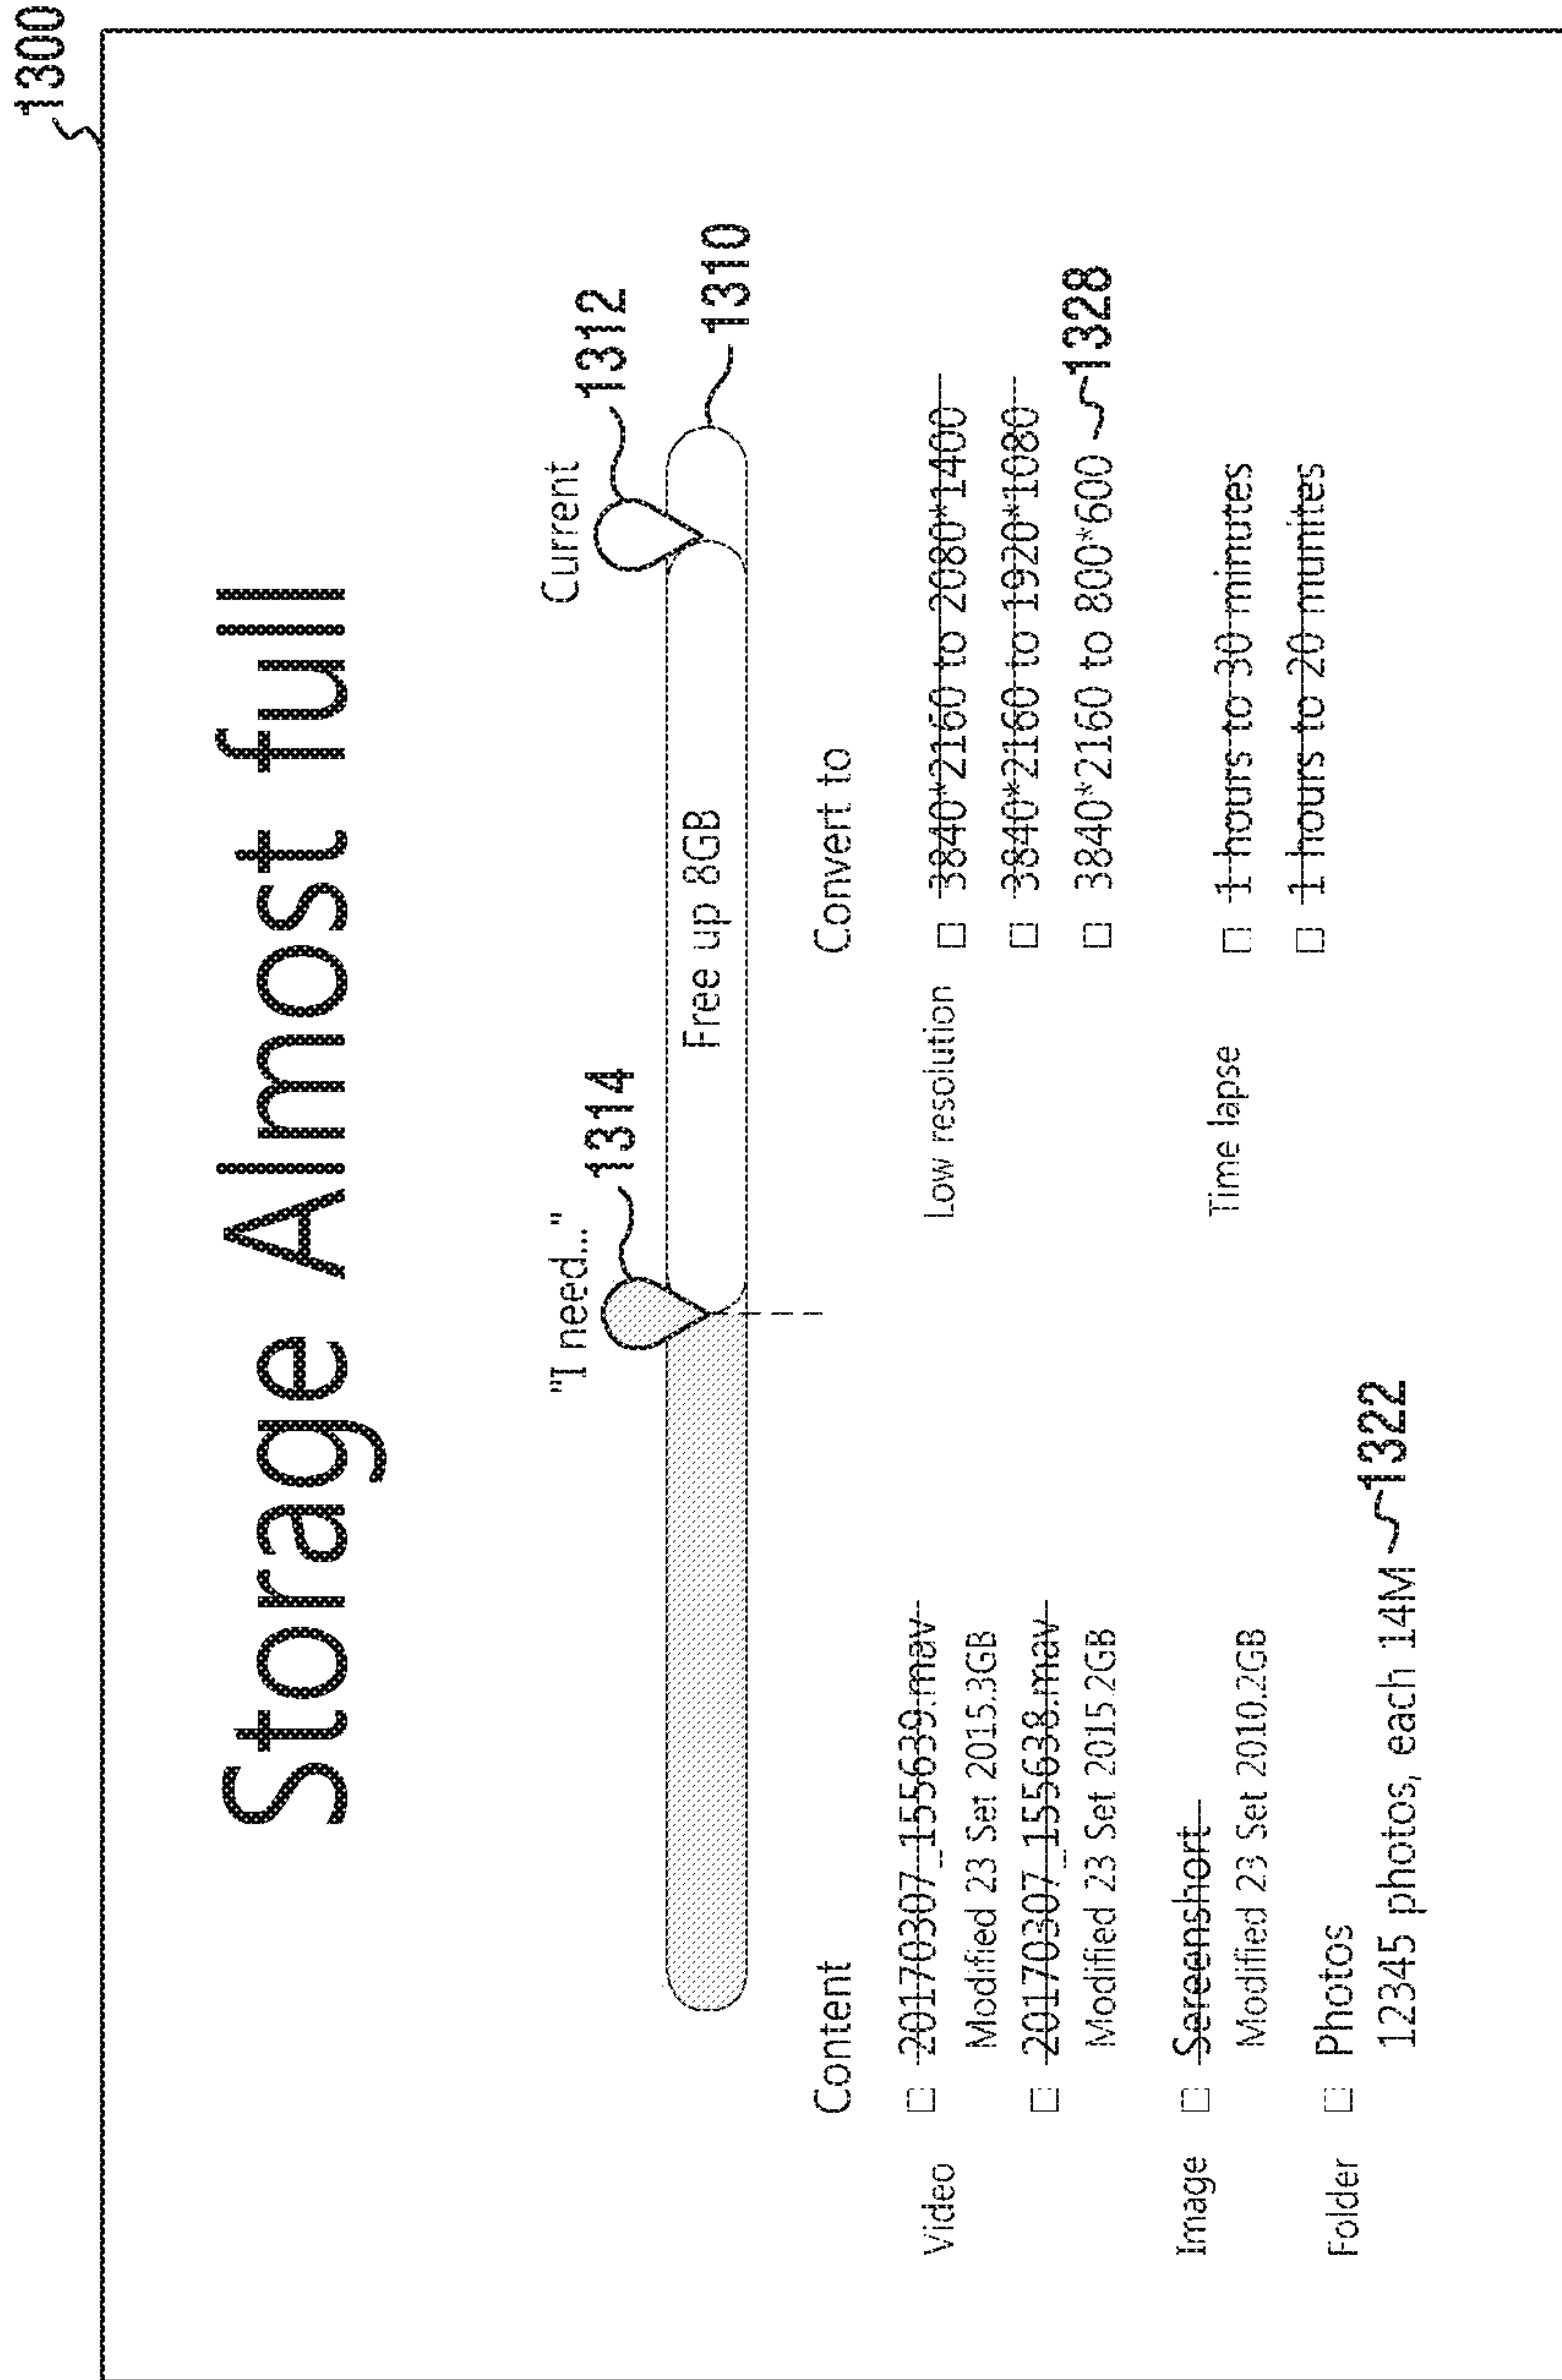 1300
Storage Almost full
"I need..."
1314
Current
1312
Free up 8GB
1310
Content
Video
□ 20170307_155639.mav
Modified 23 Set 2015.3GB
□ 20170307_155638.mav
Modified 23 Set 2015.2GB
Image □ Sereenshort
Modified 23 Set 2010.2GB
Folder □ Photos
12345 photos, each 14M
1322
Convert to
Low resolution □ 3840*2160 to 2080*1400
□ 3840*2160 to 1920*1080
□ 3840*2160 to 800*600
1328
Time lapse □ 1 hours to 30 minutes
□ 1 hours to 20 munites